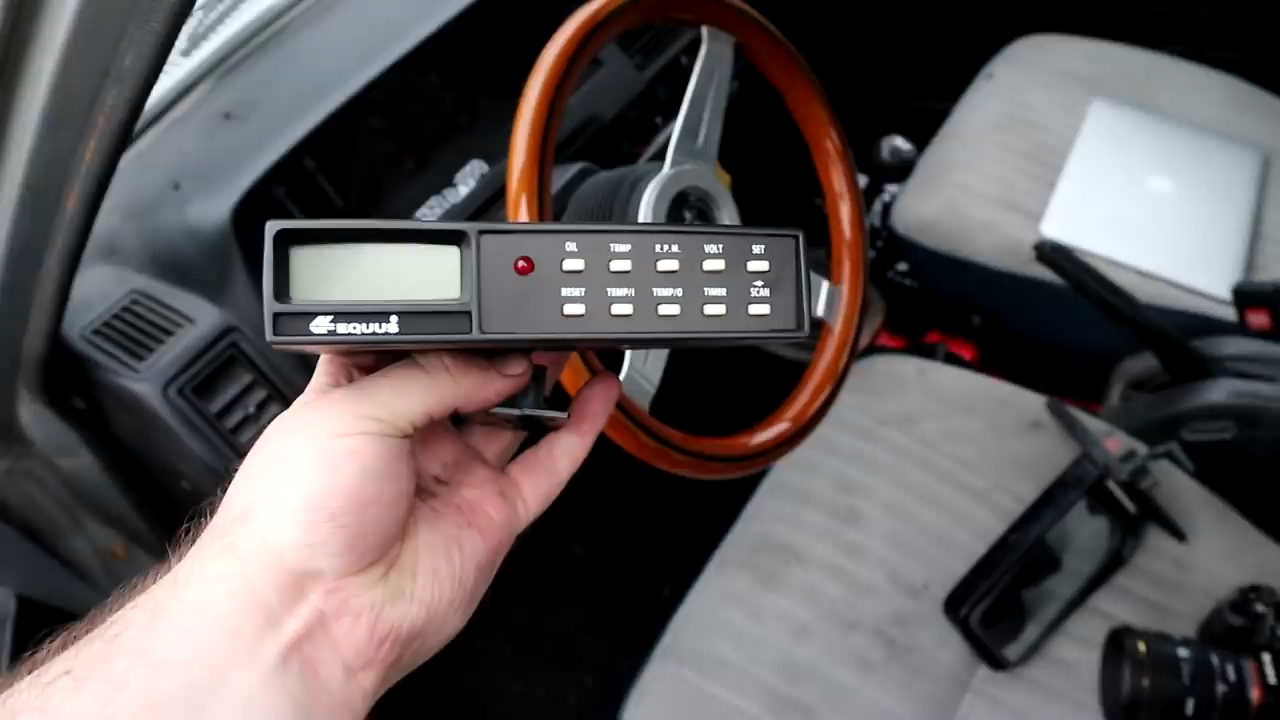 OIL TEMP R.P.M. VOLT SET
RESET TEMP/I TEMP/O TIMER SCAN
EQUUS